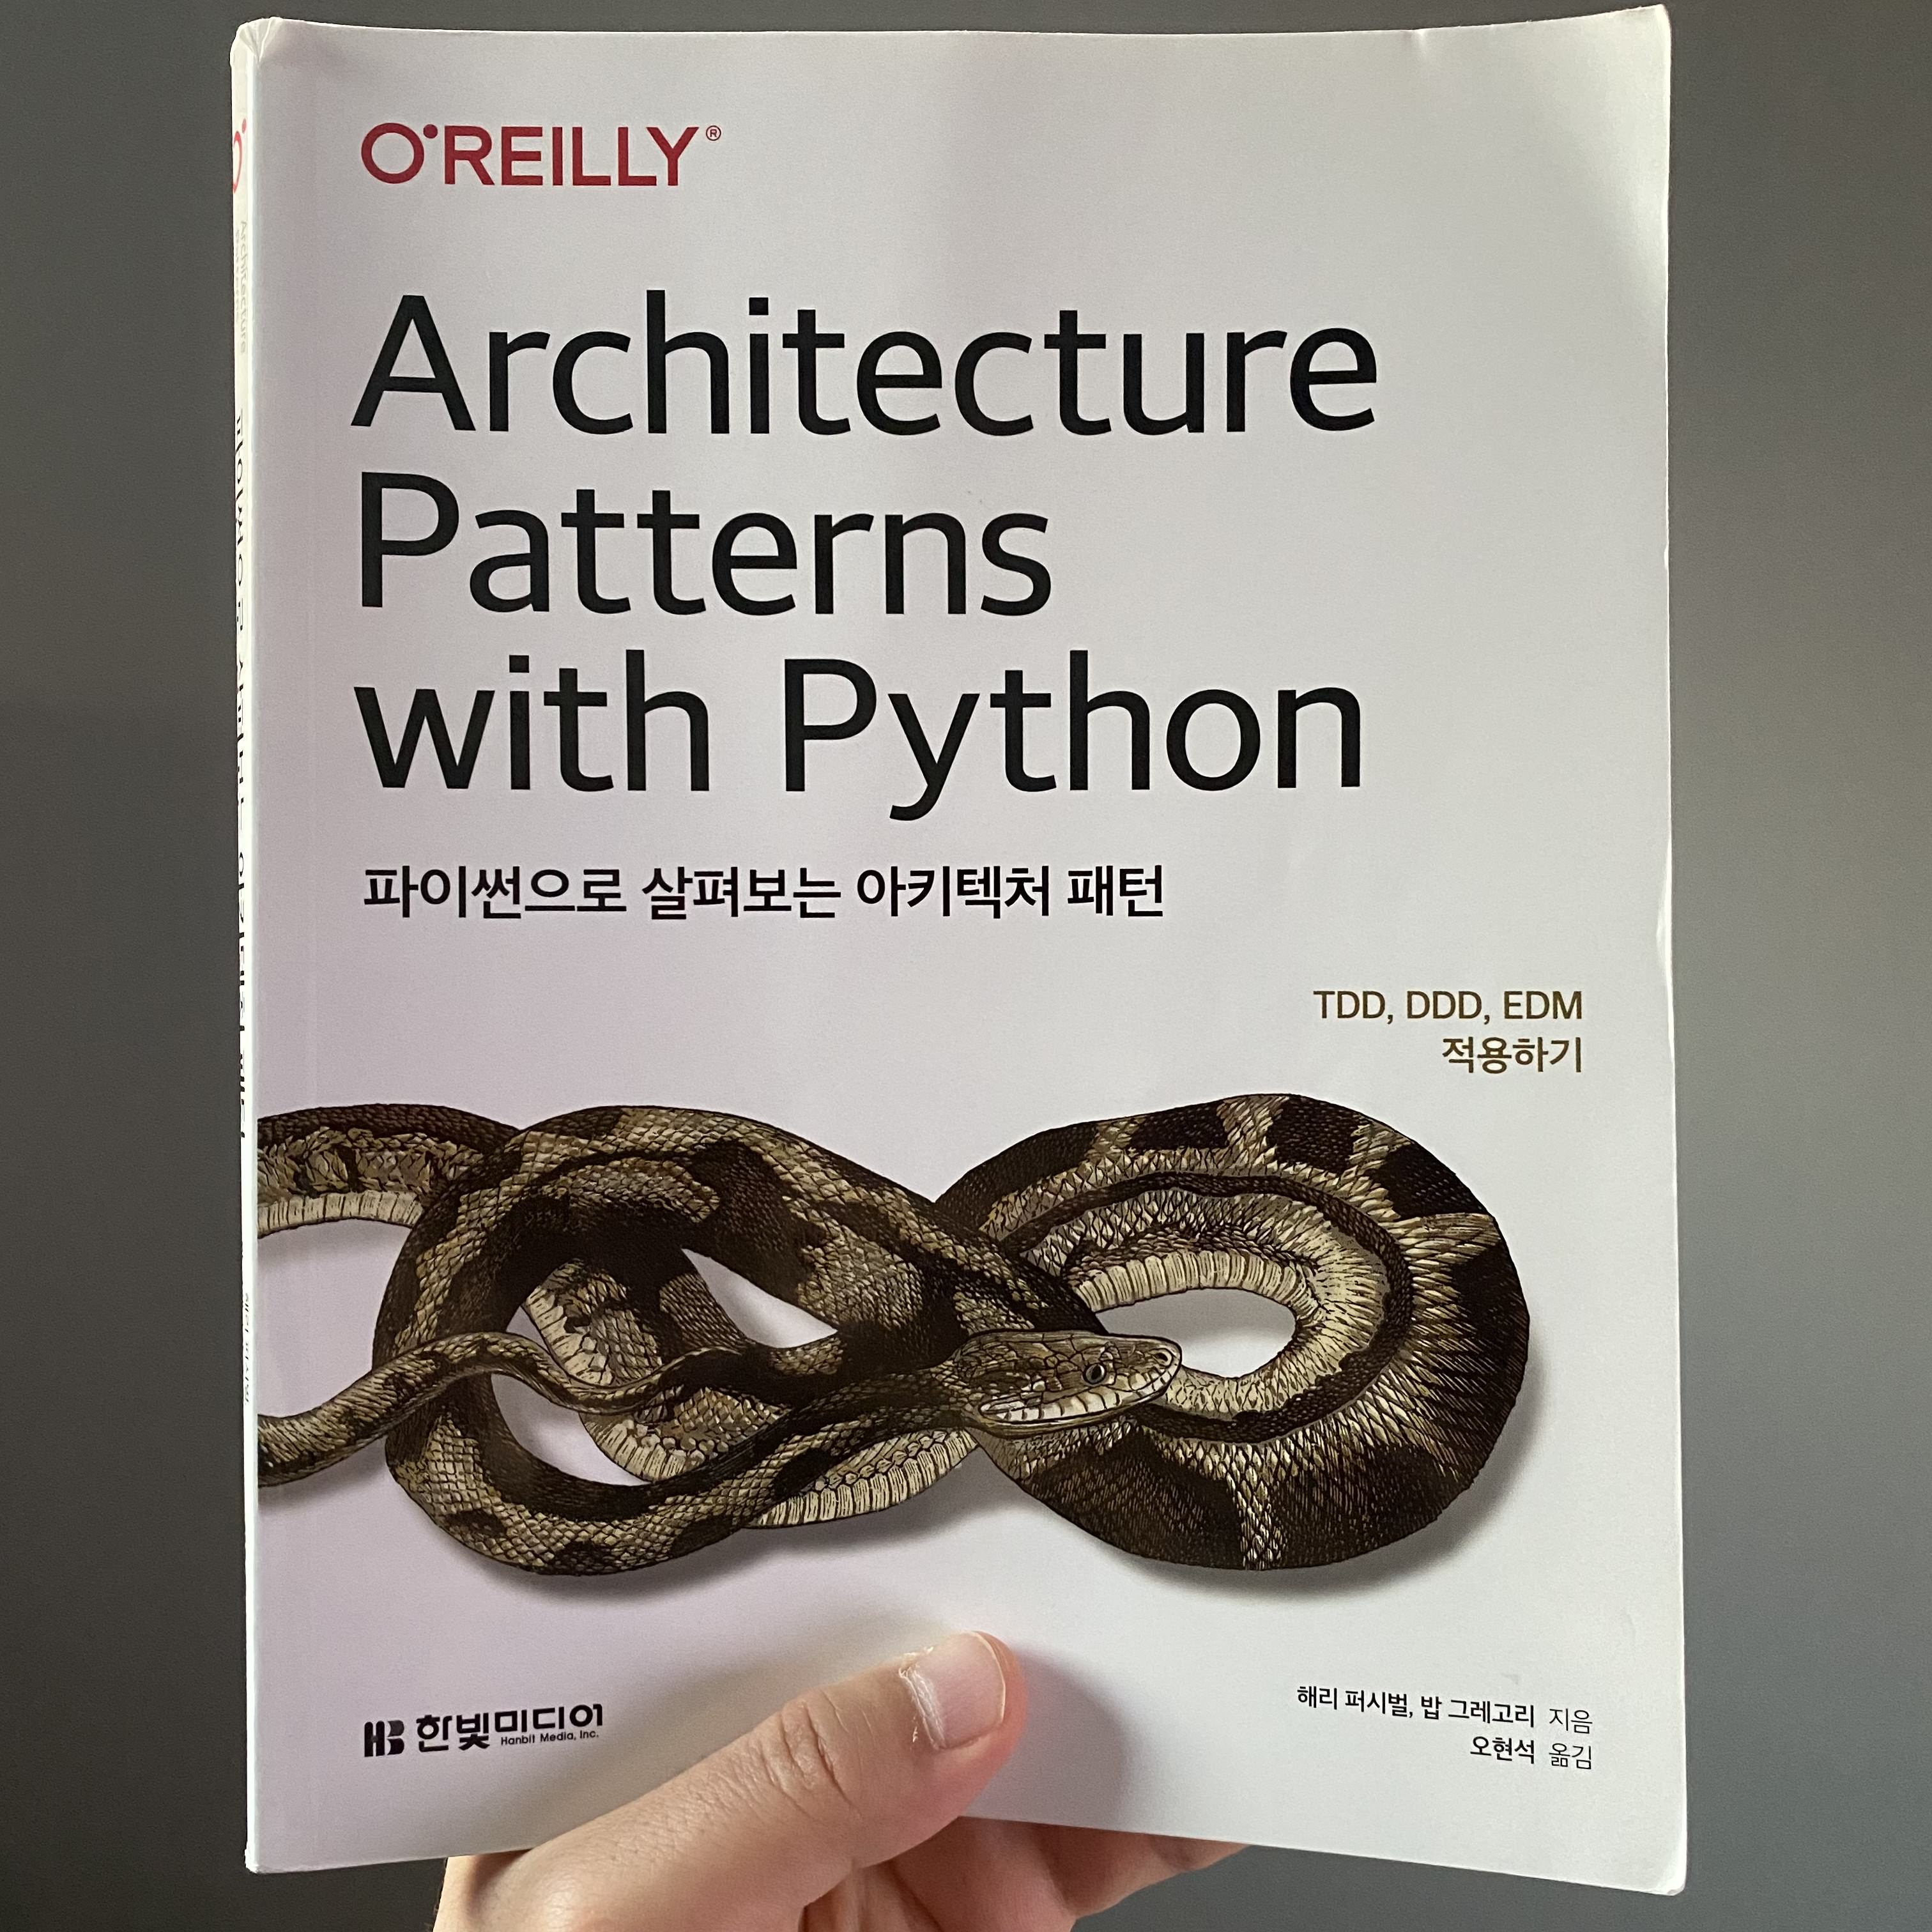 O'REILLY®
Architecture
Patterns
with Python
파이썬으로 살펴보는 아키텍처 패턴
TDD, DDD, EDM
적용하기
한빛미디어
Hanbit Media, Inc.
해리 퍼시벌, 밥 그레고리 지음
오현석 옮김
Architecture